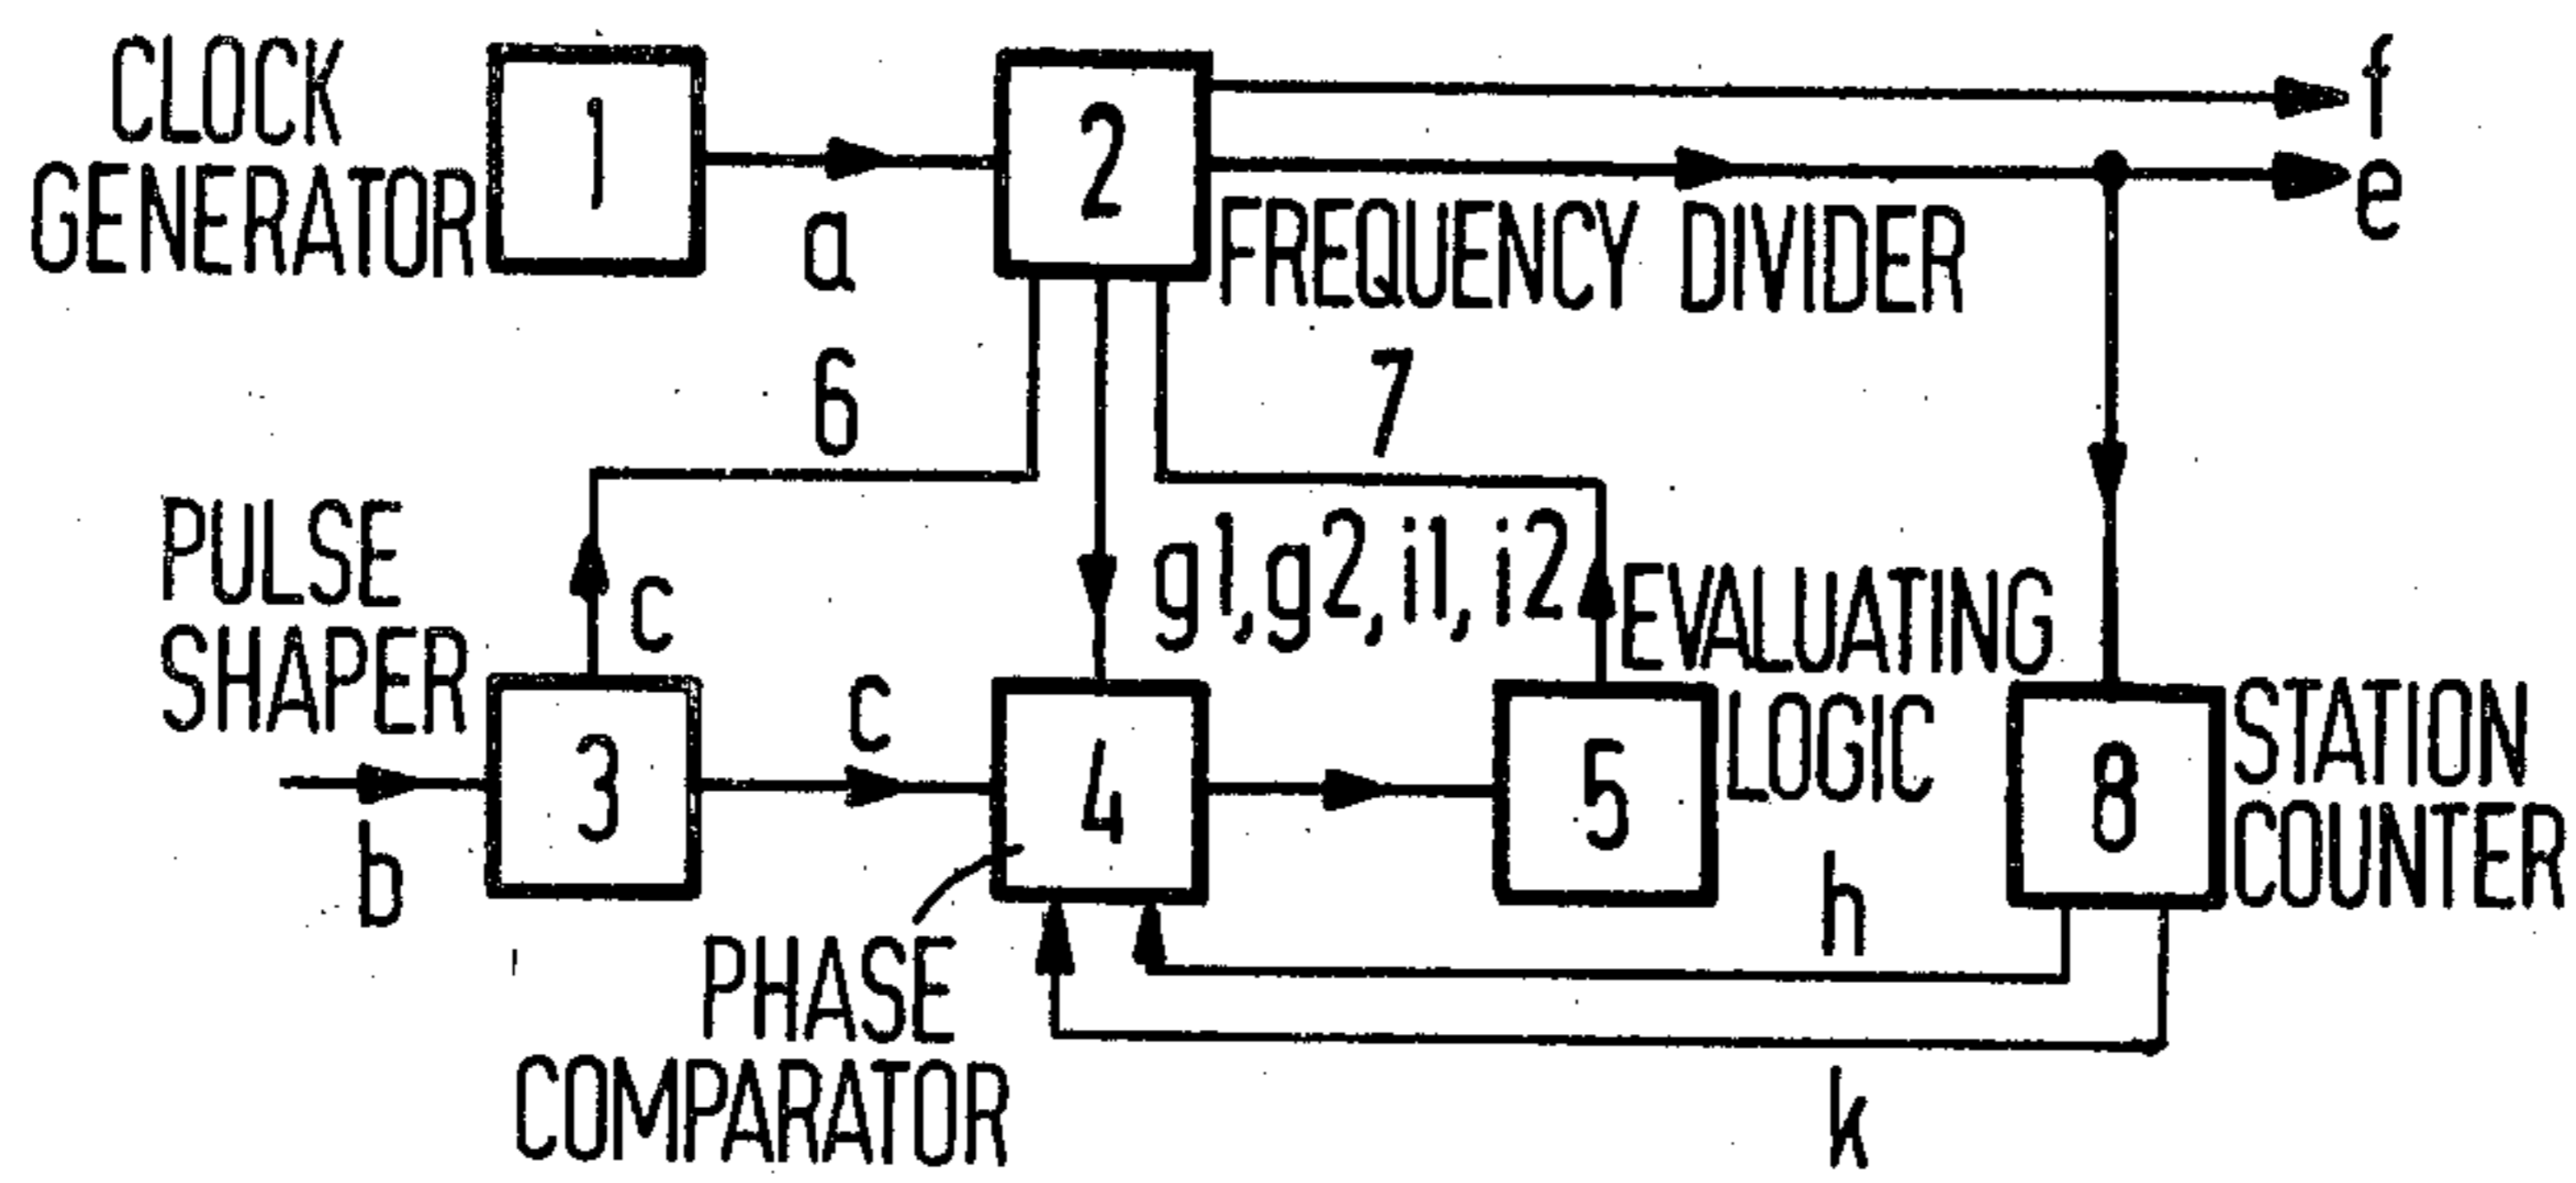 CLOCK
GENERATOR
1
a
2
FREQUENCY DIVIDER
f
e
6
7
PULSE
SHAPER
c
g1, g2, i1, i2
b
3
c
4
5
EVALUATING
LOGIC
8
STATION
COUNTER
PHASE
COMPARATOR
h
k